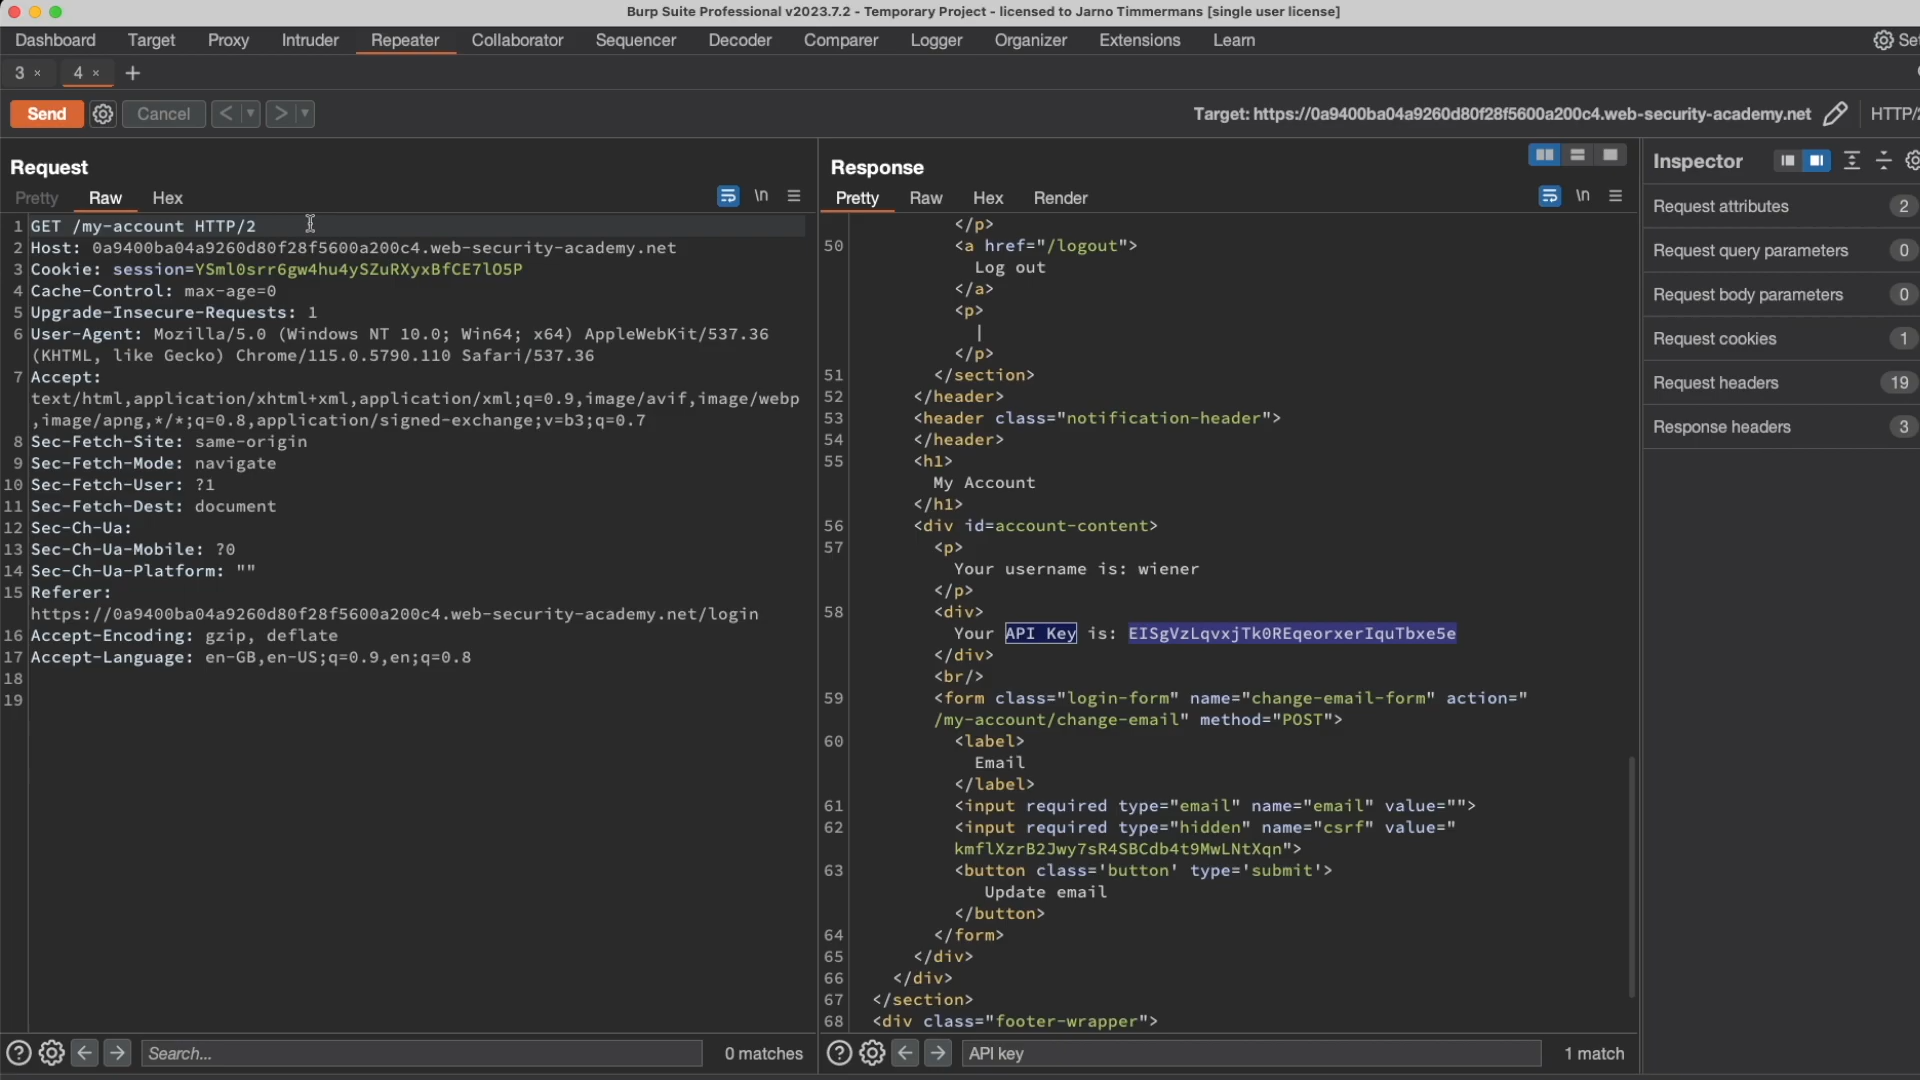 Burp Suite Professional v2023.7.2 - Temporary Project - licensed to Jarno Timmermans [single user license]
Dashboard Target Proxy Intruder Repeater Collaborator Sequencer Decoder Comparer Logger Organizer Extensions Learn
3 × 4 × +
Send Cancel < > Target: https://0a9400ba04a9260d80f28f5600a200c4.web-security-academy.net
Request
Pretty Raw Hex \n
1 GET /my-account HTTP/2
2 Host: 0a9400ba04a9260d80f28f5600a200c4.web-security-academy.net
3 Cookie: session=YSml0srr6gw4hu4ySZuRXyxBfCE7lO5P
4 Cache-Control: max-age=0
5 Upgrade-Insecure-Requests: 1
6 User-Agent: Mozilla/5.0 (Windows NT 10.0; Win64; x64) AppleWebKit/537.36
(KHTML, like Gecko) Chrome/115.0.5790.110 Safari/537.36
7 Accept:
text/html,application/xhtml+xml,application/xml;q=0.9,image/avif,image/webp
,image/apng,*/*;q=0.8,application/signed-exchange;v=b3;q=0.7
8 Sec-Fetch-Site: same-origin
9 Sec-Fetch-Mode: navigate
10 Sec-Fetch-User: ?1
11 Sec-Fetch-Dest: document
12 Sec-Ch-Ua:
13 Sec-Ch-Ua-Mobile: ?0
14 Sec-Ch-Ua-Platform: ""
15 Referer:
https://0a9400ba04a9260d80f28f5600a200c4.web-security-academy.net/login
16 Accept-Encoding: gzip, deflate
17 Accept-Language: en-GB,en-US;q=0.9,en;q=0.8
18
19
Search... 0 matches
Response
Pretty Raw Hex Render \n
</p>
50 <a href="/logout">
Log out
</a>
<p>
|
</p>
51 </section>
52 </header>
53 <header class="notification-header">
54 </header>
55 <h1>
My Account
</h1>
56 <div id=account-content>
57 <p>
Your username is: wiener
</p>
58 <div>
Your API Key is: EISgVzLqvxjTk0REqeorxerIquTbxe5e
</div>
<br/>
59 <form class="login-form" name="change-email-form" action="
/my-account/change-email" method="POST">
60 <label>
Email
</label>
61 <input required type="email" name="email" value="">
62 <input required type="hidden" name="csrf" value="
kmflXzrB2Jwy7sR4SBCdb4t9MwLNtXqn">
63 <button class='button' type='submit'>
Update email
</button>
64 </form>
65 </div>
66 </div>
67 </section>
68 <div class="footer-wrapper">
API key 1 match
Inspector
Request attributes 2
Request query parameters 0
Request body parameters 0
Request cookies 1
Request headers 19
Response headers 3